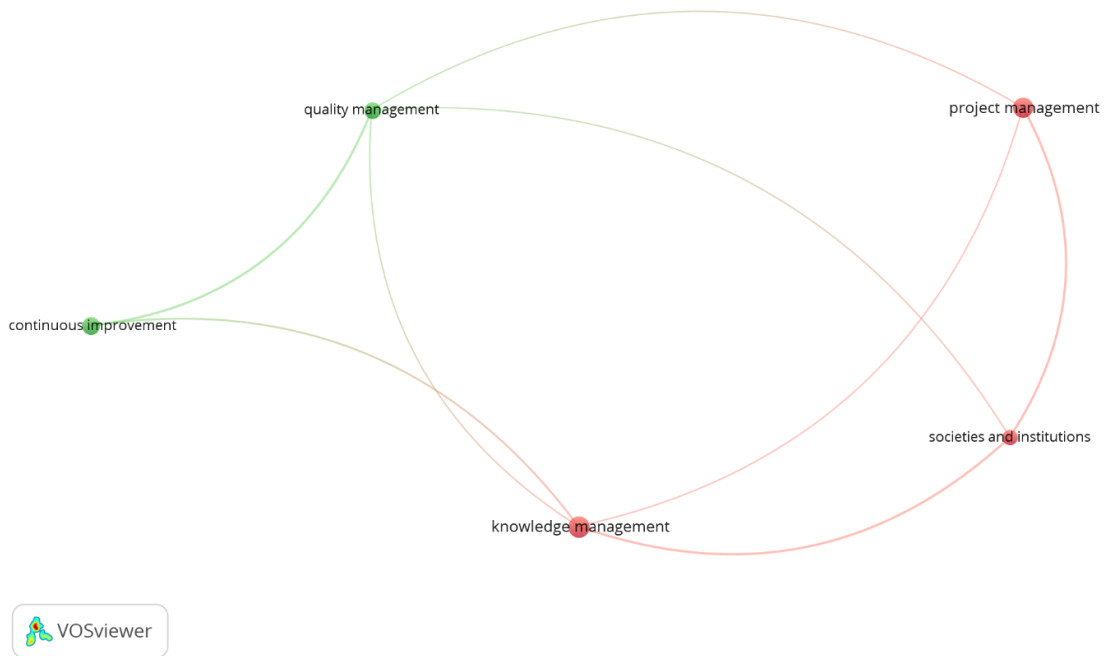 quality management
project management
continuous improvement
societies and institutions
knowledge management
VOSviewer